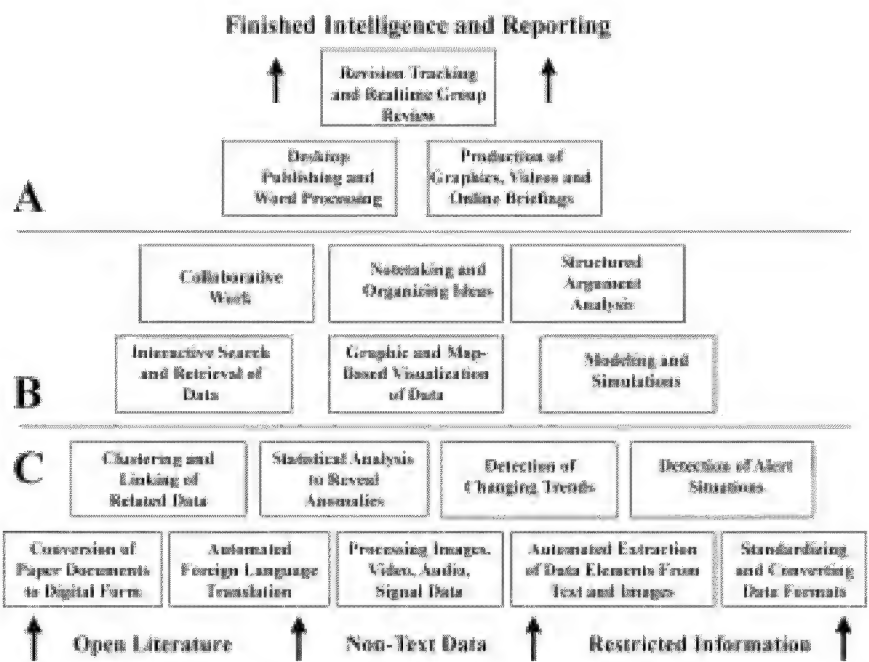 Finished Intelligence and Reporting
Revision Tracking
and Realtime Group
Review
Desktop
Publishing and
Word Processing
Production of
Graphics, Videos and
Online Briefings
A
Collaborative
Work
Notetaking and
Organizing Ideas
Structured
Argument
Analysis
Interactive Search
and Retrieval of
Data
Graphic and Map-
Based Visualization
of Data
Modeling and
Simulations
B
C
Clustering and
Linking of
Related Data
Statistical Analysis
to Reveal
Anomalies
Detection of
Changing Trends
Detection of Alert
Situations
Conversion of
Paper Documents
to Digital Form
Automated
Foreign Language
Translation
Processing Images,
Video, Audio,
Signal Data
Automated Extraction
of Data Elements From
Text and Images
Standardizing
and Converting
Data Formats
Open Literature
Non-Text Data
Restricted Information